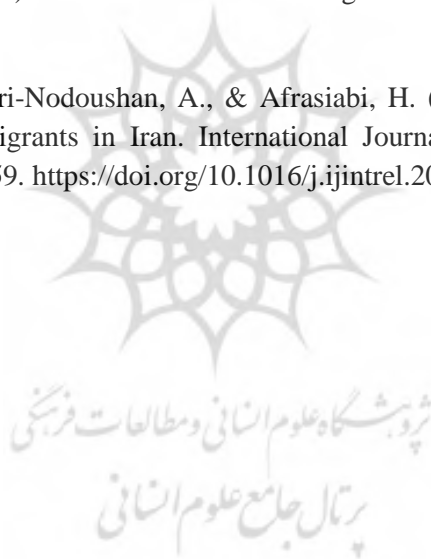 ri-Nodoushan, A., & Afrasiabi, H. (
igrants in Iran. International Journa
59. https://doi.org/10.1016/j.ijintrel.20
پژوهشگاه علوم انسانی و مطالعات فرهنگی
پرتال جامع علوم انسانی